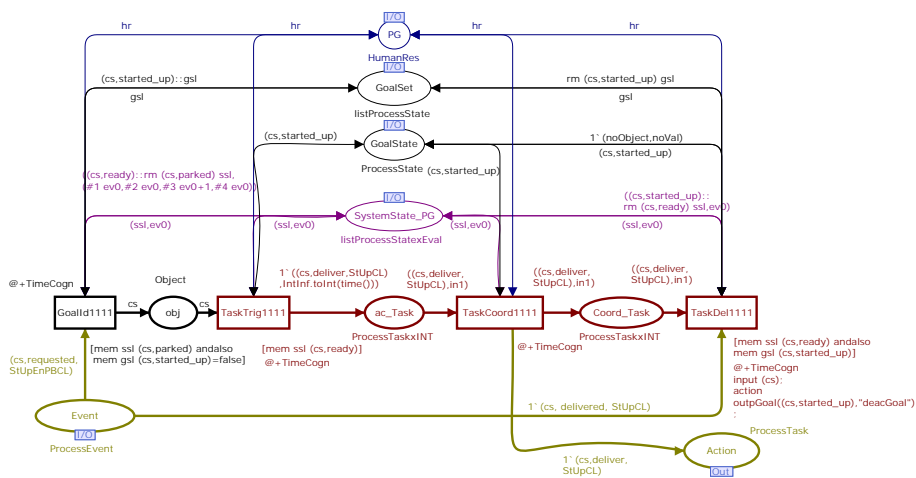 I/O
hr
hr
PG
hr
hr
HumanRes
I/O
(cs,started_up)::gsl
GoalSet
rm (cs,started_up) gsl
gsl
gsl
listProcessState
I/O
(cs,started_up)
GoalState
1`(noObject,noVal)
(cs,started_up)
ProcessState
(cs,started_up)
((cs,ready)::rm (cs,parked) ssl,
(#1 ev0,#2 ev0,#3 ev0+1,#4 ev0))
I/O
((cs,started_up)::
rm (cs,ready) ssl,ev0)
SystemState_PG
(ssl,ev0)
(ssl,ev0)
(ssl,ev0)
(ssl,ev0)
listProcessStatexEval
@+TimeCogn
Object
1`((cs,deliver,StUpCL)
,IntInf.toInt(time()))
((cs,deliver,
StUpCL),in1)
((cs,deliver,
StUpCL),in1)
((cs,deliver,
StUpCL),in1)
GoalId1111
cs
obj
cs
TaskTrig1111
ac_Task
TaskCoord1111
Coord_Task
TaskDel1111
ProcessTaskxINT
ProcessTaskxINT
[mem ssl (cs,parked) andalso
mem gsl (cs,started_up)=false]
[mem ssl (cs,ready)]
@+TimeCogn
@+TimeCogn
[mem ssl (cs,ready) andalso
mem gsl (cs,started_up)]
@+TimeCogn
input (cs);
action
outpGoal((cs,started_up),"deacGoal")
;
(cs,requested,
StUpEnPBCL)
Event
I/O
ProcessEvent
1`(cs, delivered, StUpCL)
ProcessTask
Action
Out
1`(cs,deliver,
StUpCL)